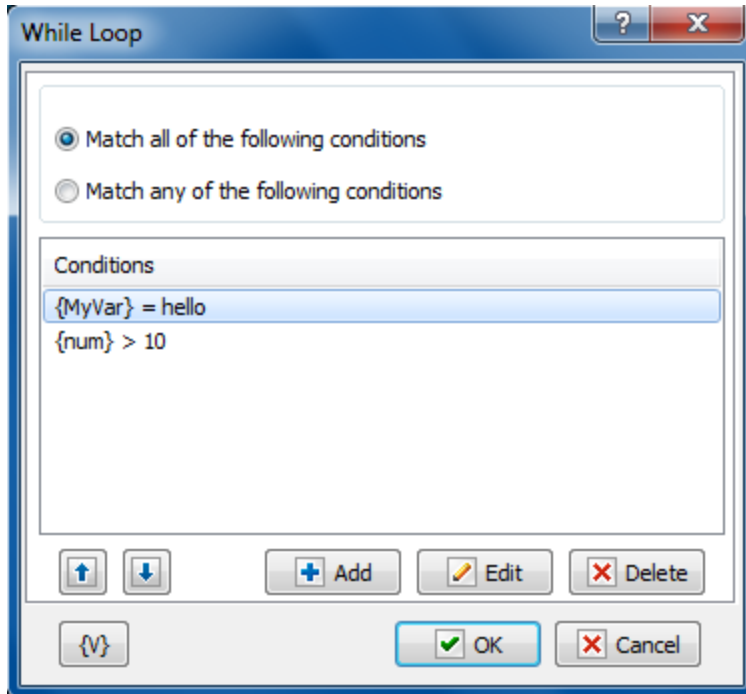 While Loop
?
X
Match all of the following conditions
Match any of the following conditions
Conditions
{MyVar} = hello
{num} > 10
Add Edit Delete
{V} OK Cancel